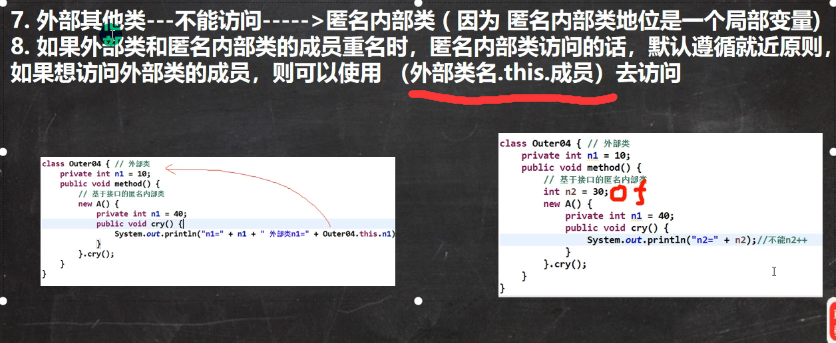 7. 外部其他类---不能访问----->匿名内部类 ( 因为 匿名内部类地位是一个局部变量)
8. 如果外部类和匿名内部类的成员重名时，匿名内部类访问的话，默认遵循就近原则，
如果想访问外部类的成员，则可以使用 （外部类名.this.成员）去访问
class Outer04 { // 外部类
private int n1 = 10;
public void method() {
// 基于接口的匿名内部类
new A() {
private int n1 = 40;
public void cry() {
System.out.println("n1=" + n1 + " 外部类n1=" + Outer04.this.n1)
}
}.cry();
}
}
class Outer04 { // 外部类
private int n1 = 10;
public void method() {
// 基于接口的匿名内部类
int n2 = 30;
new A() {
private int n1 = 40;
public void cry() {
System.out.println("n2=" + n2);//不能n2++
}
}.cry();
}
}